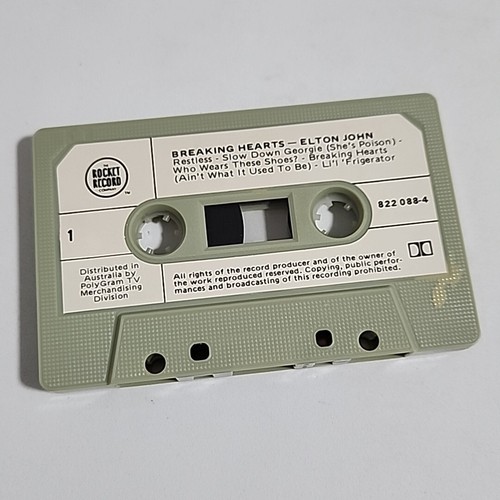 BREAKING HEARTS — ELTON JOHN
Restless - Slow Down Georgie (She's Poison) -
Who Wears These Shoes? - Breaking Hearts
(Ain't What It Used To Be) - Li'l 'Frigerator
THE
ROCKET
RECORD
COMPANY
TM
1
822 088-4
Distributed in
Australia by
PolyGram TV
Merchandising
Division
All rights of the record producer and of the owner of
the work reproduced reserved. Copying, public perfor-
mances and broadcasting of this recording prohibited.